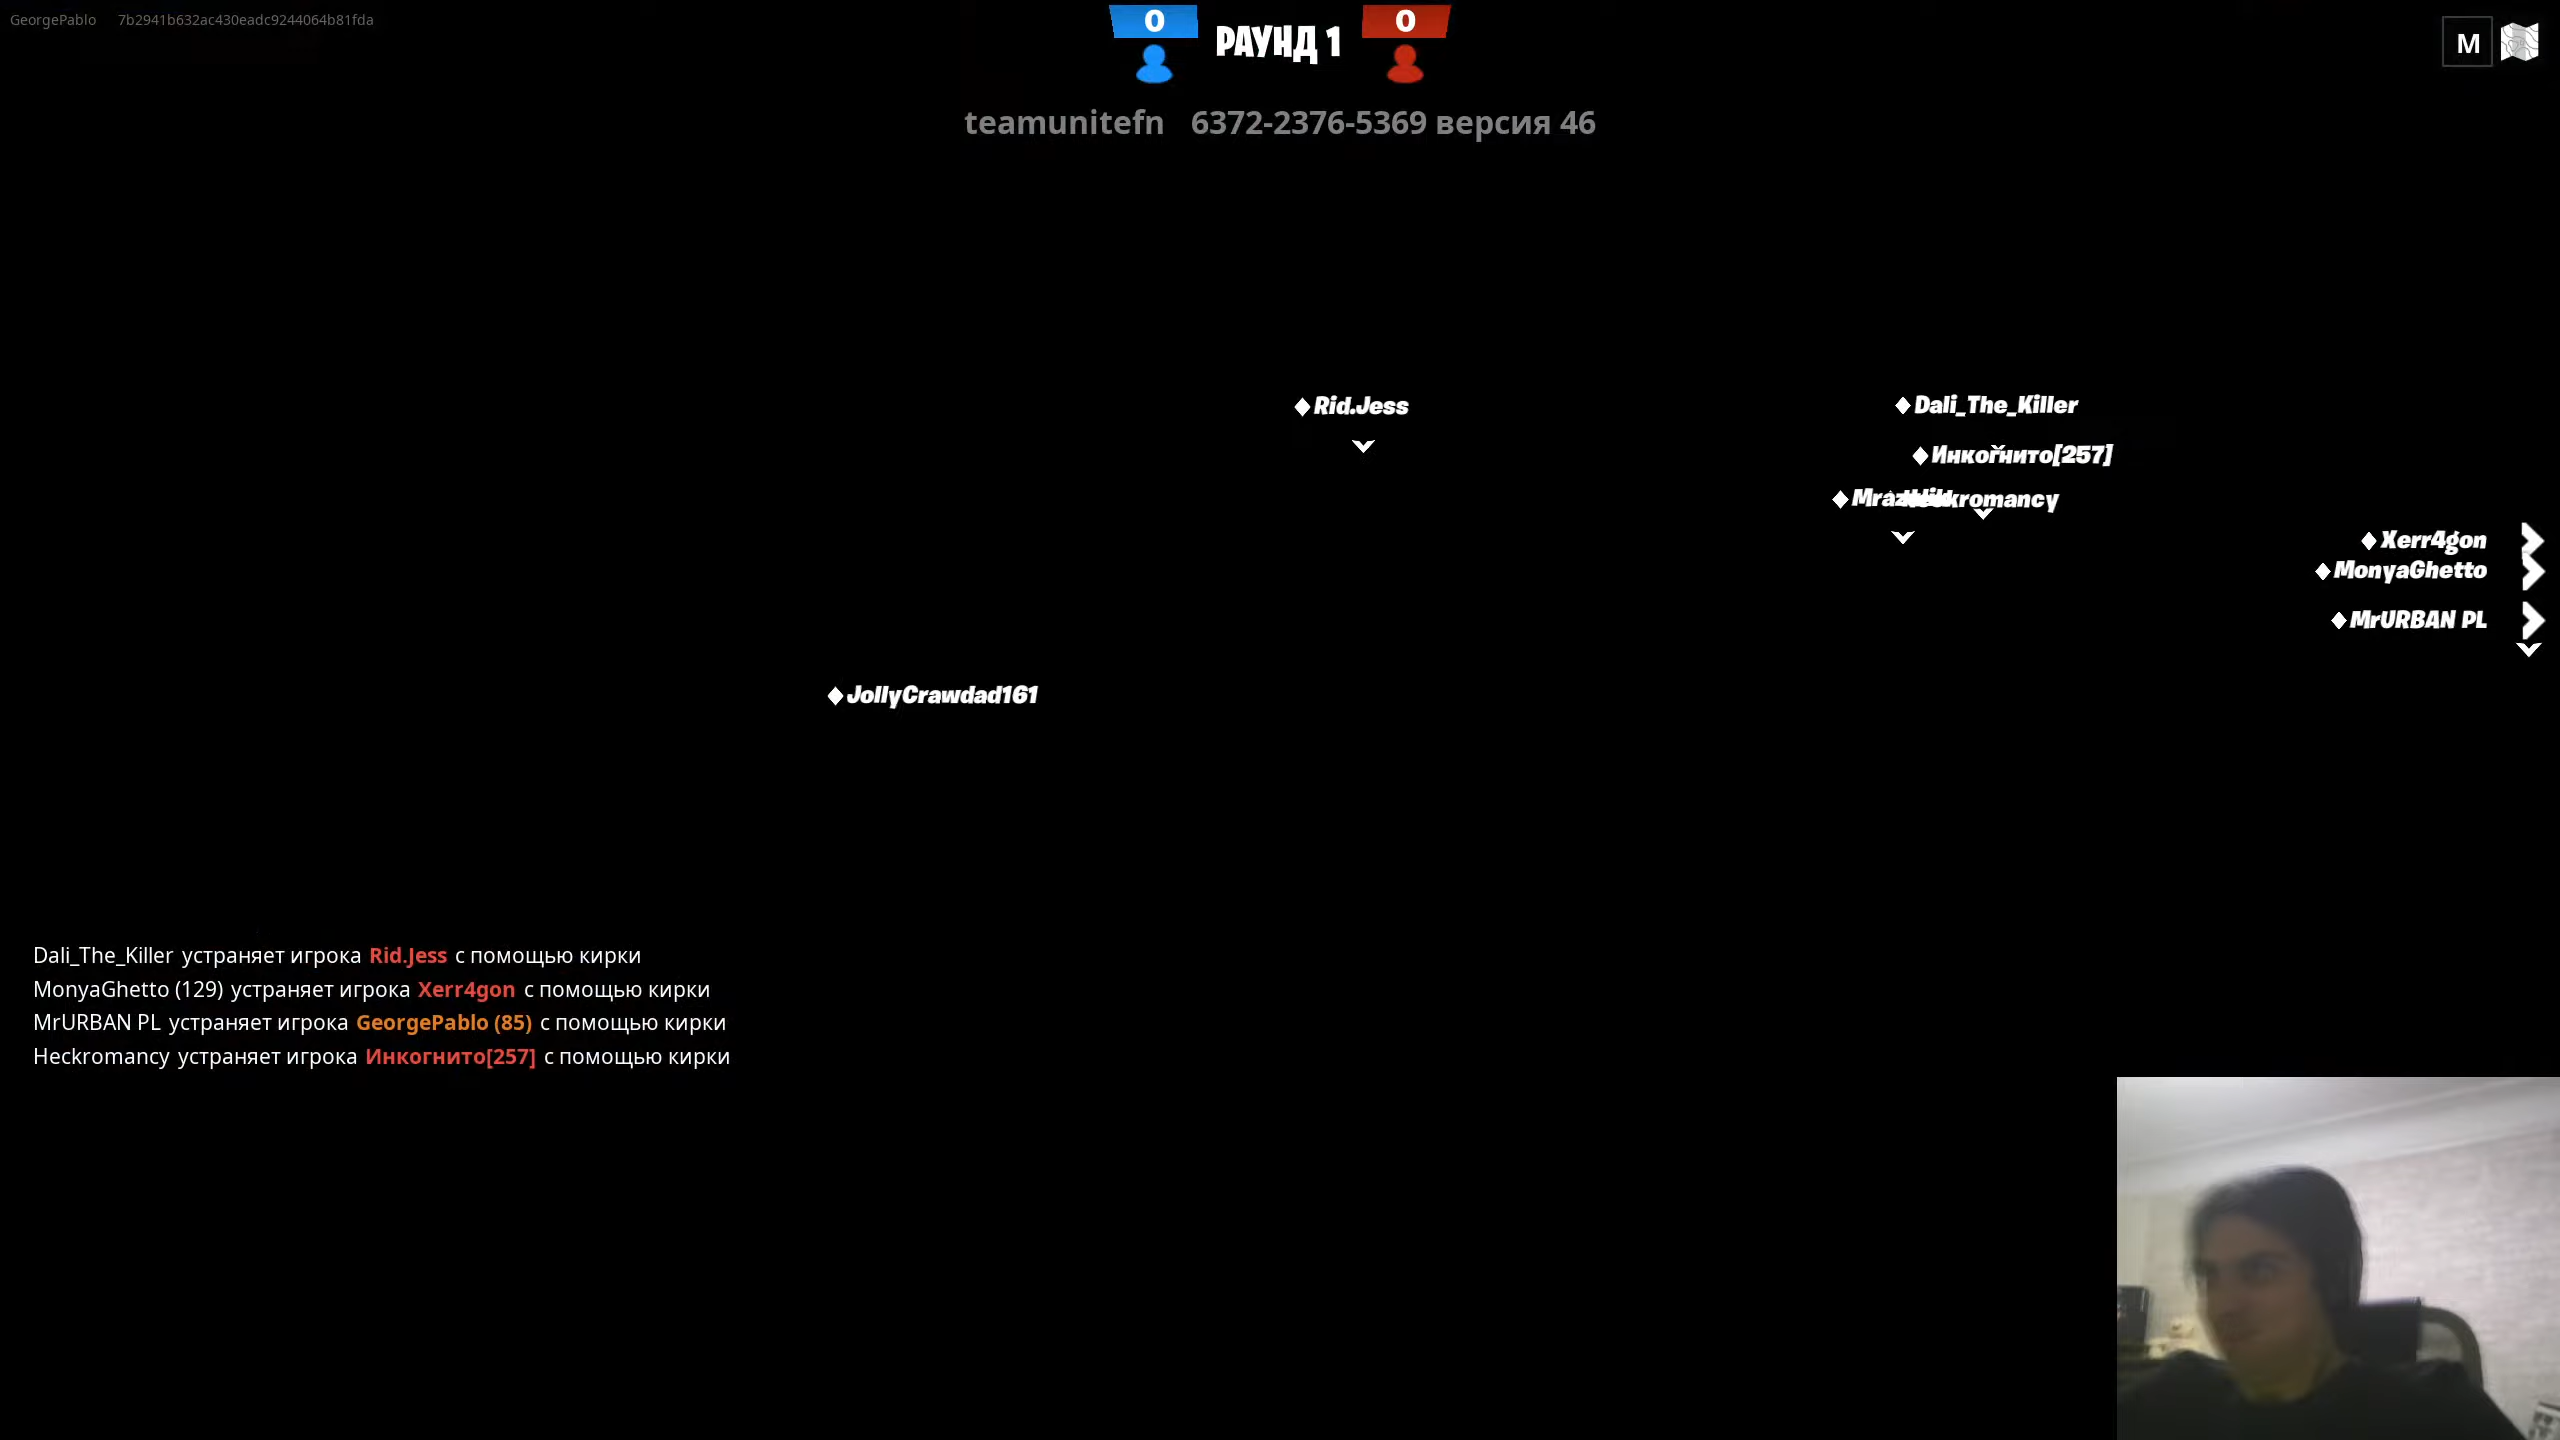 GeorgePablo 7b2941b632ac430eadc9244064b81fda
0 РАУНД 1 0
M
teamunitefn 6372-2376-5369 версия 46
Rid.Jess
Dali_The_Killer
Инкогнито[257]
Heckromancy
Xerr4gon
MonyaGhetto
MrURBAN PL
JollyCrawdad161
Dali_The_Killer устраняет игрока Rid.Jess с помощью кирки
MonyaGhetto (129) устраняет игрока Xerr4gon с помощью кирки
MrURBAN PL устраняет игрока GeorgePablo (85) с помощью кирки
Heckromancy устраняет игрока Инкогнито[257] с помощью кирки